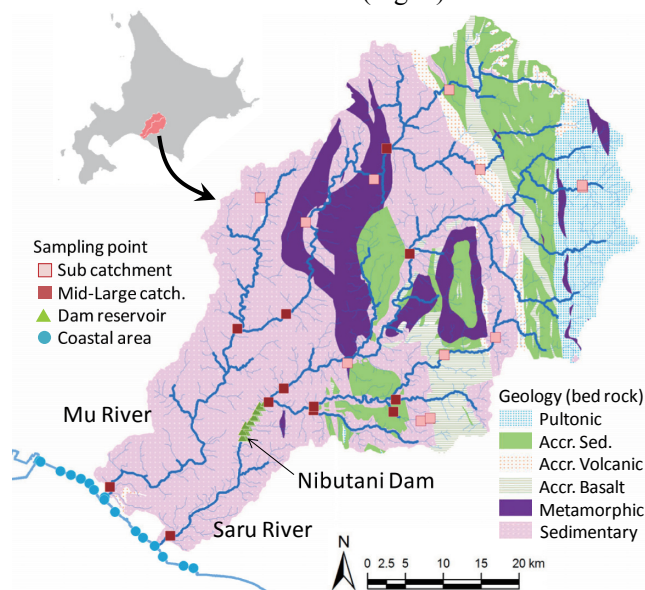 Sampling point
Sub catchment
Mid-Large catch.
Dam reservoir
Coastal area
Mu River
Nibutani Dam
Saru River
Geology (bed rock)
Pultonic
Accr. Sed.
Accr. Volcanic
Accr. Basalt
Metamorphic
Sedimentary
N
0 2.5 5 10 15 20 km